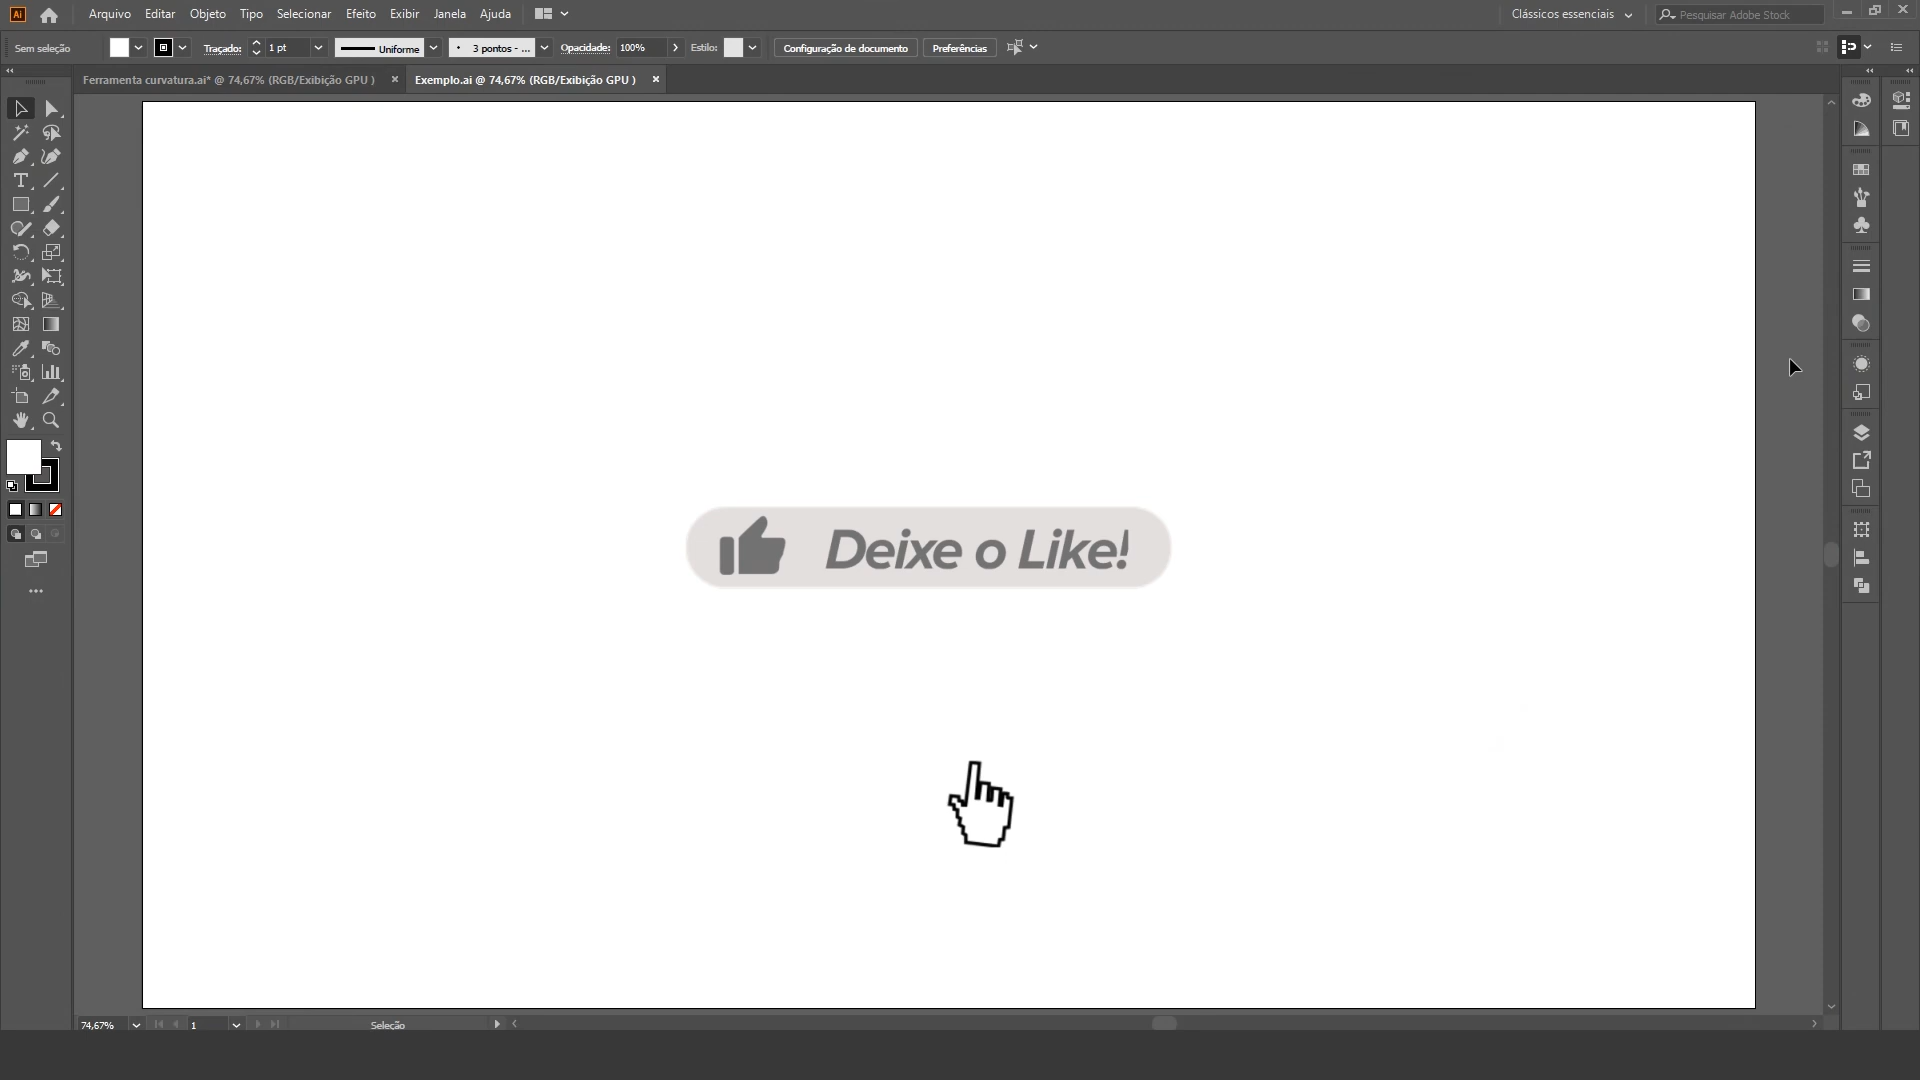 Ai Arquivo Editar Objeto Tipo Selecionar Efeito Exibir Janela Ajuda Clássicos essenciais Pesquisar Adobe Stock
Sem seleção Traçado: 1 pt Uniforme 3 pontos - ... Opacidade: 100% Estilo: Configuração de documento Preferências
Ferramenta curvatura.ai* @ 74,67% (RGB/Exibição GPU ) × Exemplo.ai @ 74,67% (RGB/Exibição GPU ) ×
Deixe o Like!
74,67% 1 Seleção